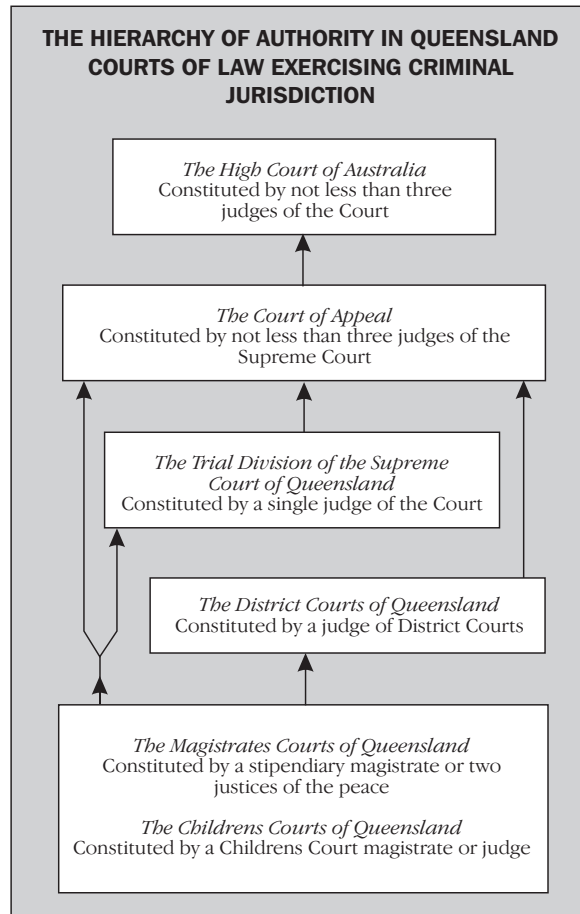 THE HIERARCHY OF AUTHORITY IN QUEENSLAND
COURTS OF LAW EXERCISING CRIMINAL
JURISDICTION
The High Court of Australia
Constituted by not less than three
judges of the Court
The Court of Appeal
Constituted by not less than three judges of the
Supreme Court
The Trial Division of the Supreme
Court of Queensland
Constituted by a single judge of the Court
The District Courts of Queensland
Constituted by a judge of District Courts
The Magistrates Courts of Queensland
Constituted by a stipendiary magistrate or two
justices of the peace
The Childrens Courts of Queensland
Constituted by a Childrens Court magistrate or judge